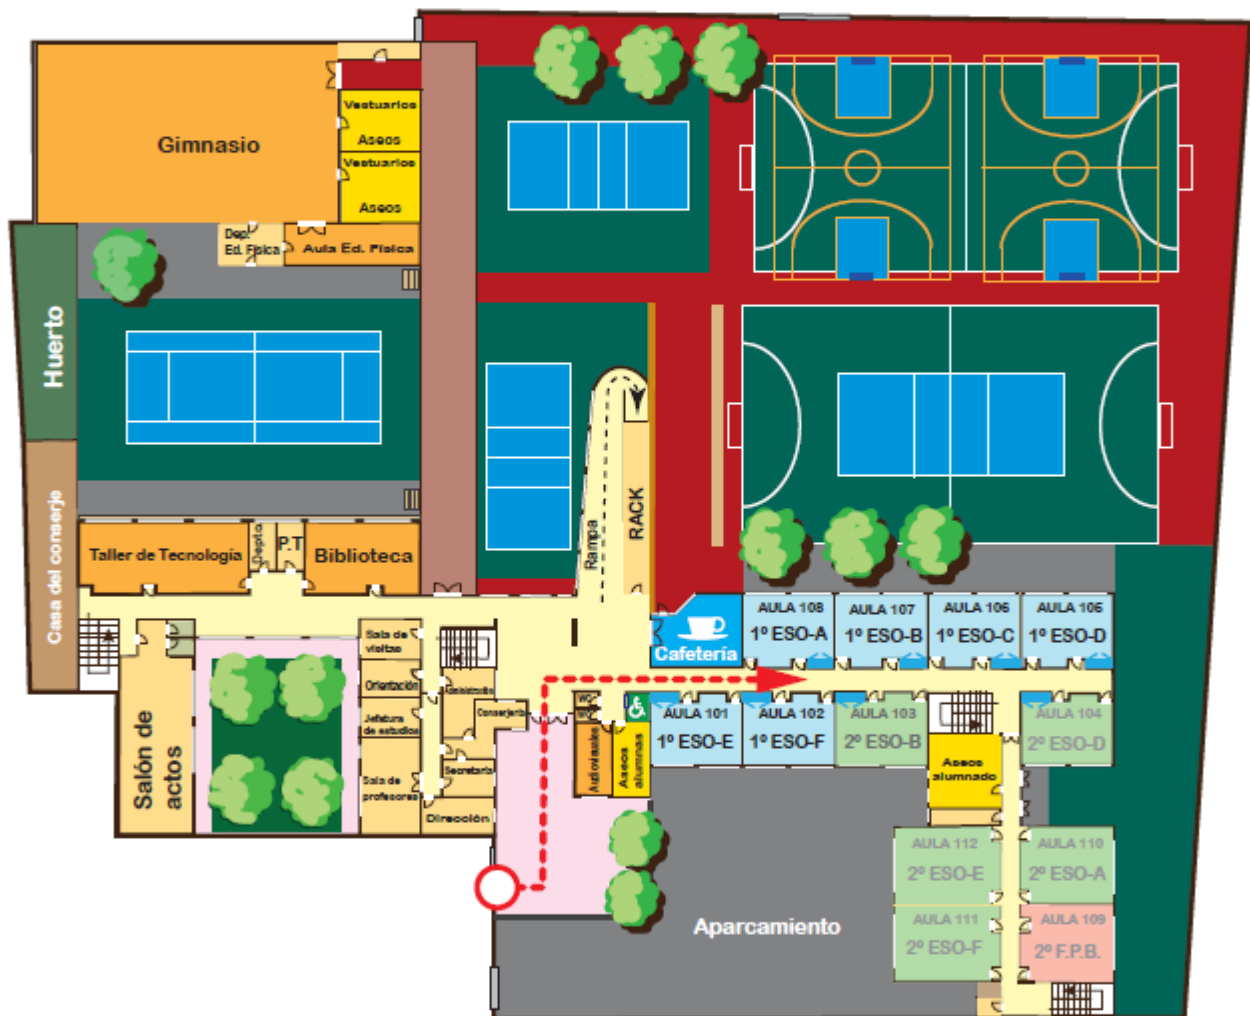 Gimnasio
Vestuarios
Aseos
Vestuarios
Aseos
Dep.
Ed. Física
Aula Ed. Física
Huerto
Casa del conserje
Taller de Tecnología
Depto.
P.T
Biblioteca
Rampa
RACK
Cafetería
AULA 108
1º ESO-A
AULA 107
1º ESO-B
AULA 106
1º ESO-C
AULA 106
1º ESO-D
Sala de
visitas
Orientación
Jefatura
de estudios
Sala de
profesores
Administración
Conserjería
Secretaría
Dirección
Salón de
actos
WC
WC
Audiovisuales
Aseos
alumnas
AULA 101
1º ESO-E
AULA 102
1º ESO-F
AULA 103
2º ESO-B
AULA 104
2º ESO-D
Aseos
alumnado
AULA 112
2º ESO-E
AULA 110
2º ESO-A
AULA 111
2º ESO-F
AULA 109
2º F.P.B.
Aparcamiento